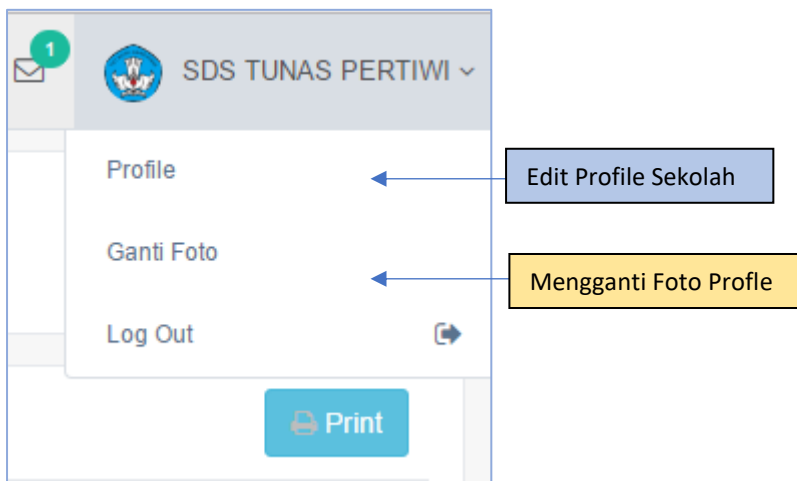 1
SDS TUNAS PERTIWI
Profile
Edit Profile Sekolah
Ganti Foto
Mengganti Foto Profle
Log Out
Print